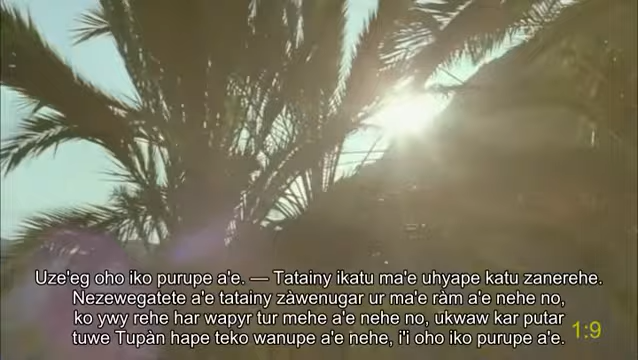 Uze'eg oho iko purupe a'e. — Tatainy ikatu ma'e uhyape katu zanerehe.
Nezewegatete a'e tatainy zàwenugar ur ma'e ràm a'e nehe no,
ko ywy rehe har wapyr tur mehe a'e nehe no, ukwaw kar putar
tuwe Tupàn hape teko wanupe a'e nehe, i'i oho iko purupe a'e.
1:9